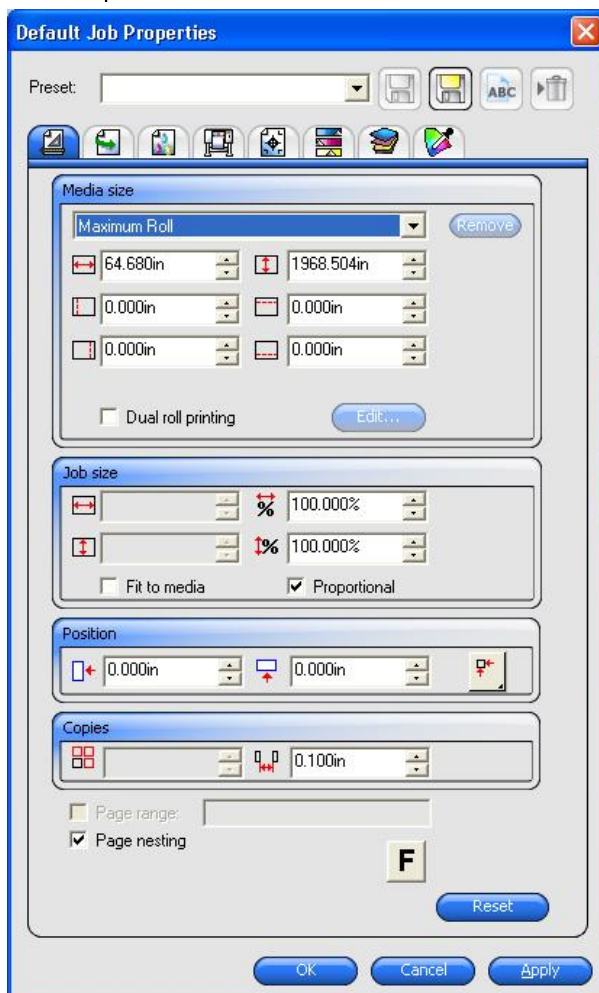 Default Job Properties
Preset:
ABC
Media size
Maximum Roll
Remove
64.680in 1968.504in
0.000in 0.000in
0.000in 0.000in
Dual roll printing Edit...
Job size
% 100.000%
% 100.000%
Fit to media Proportional
Position
0.000in 0.000in
Copies
0.100in
Page range:
Page nesting
F
Reset
OK Cancel Apply